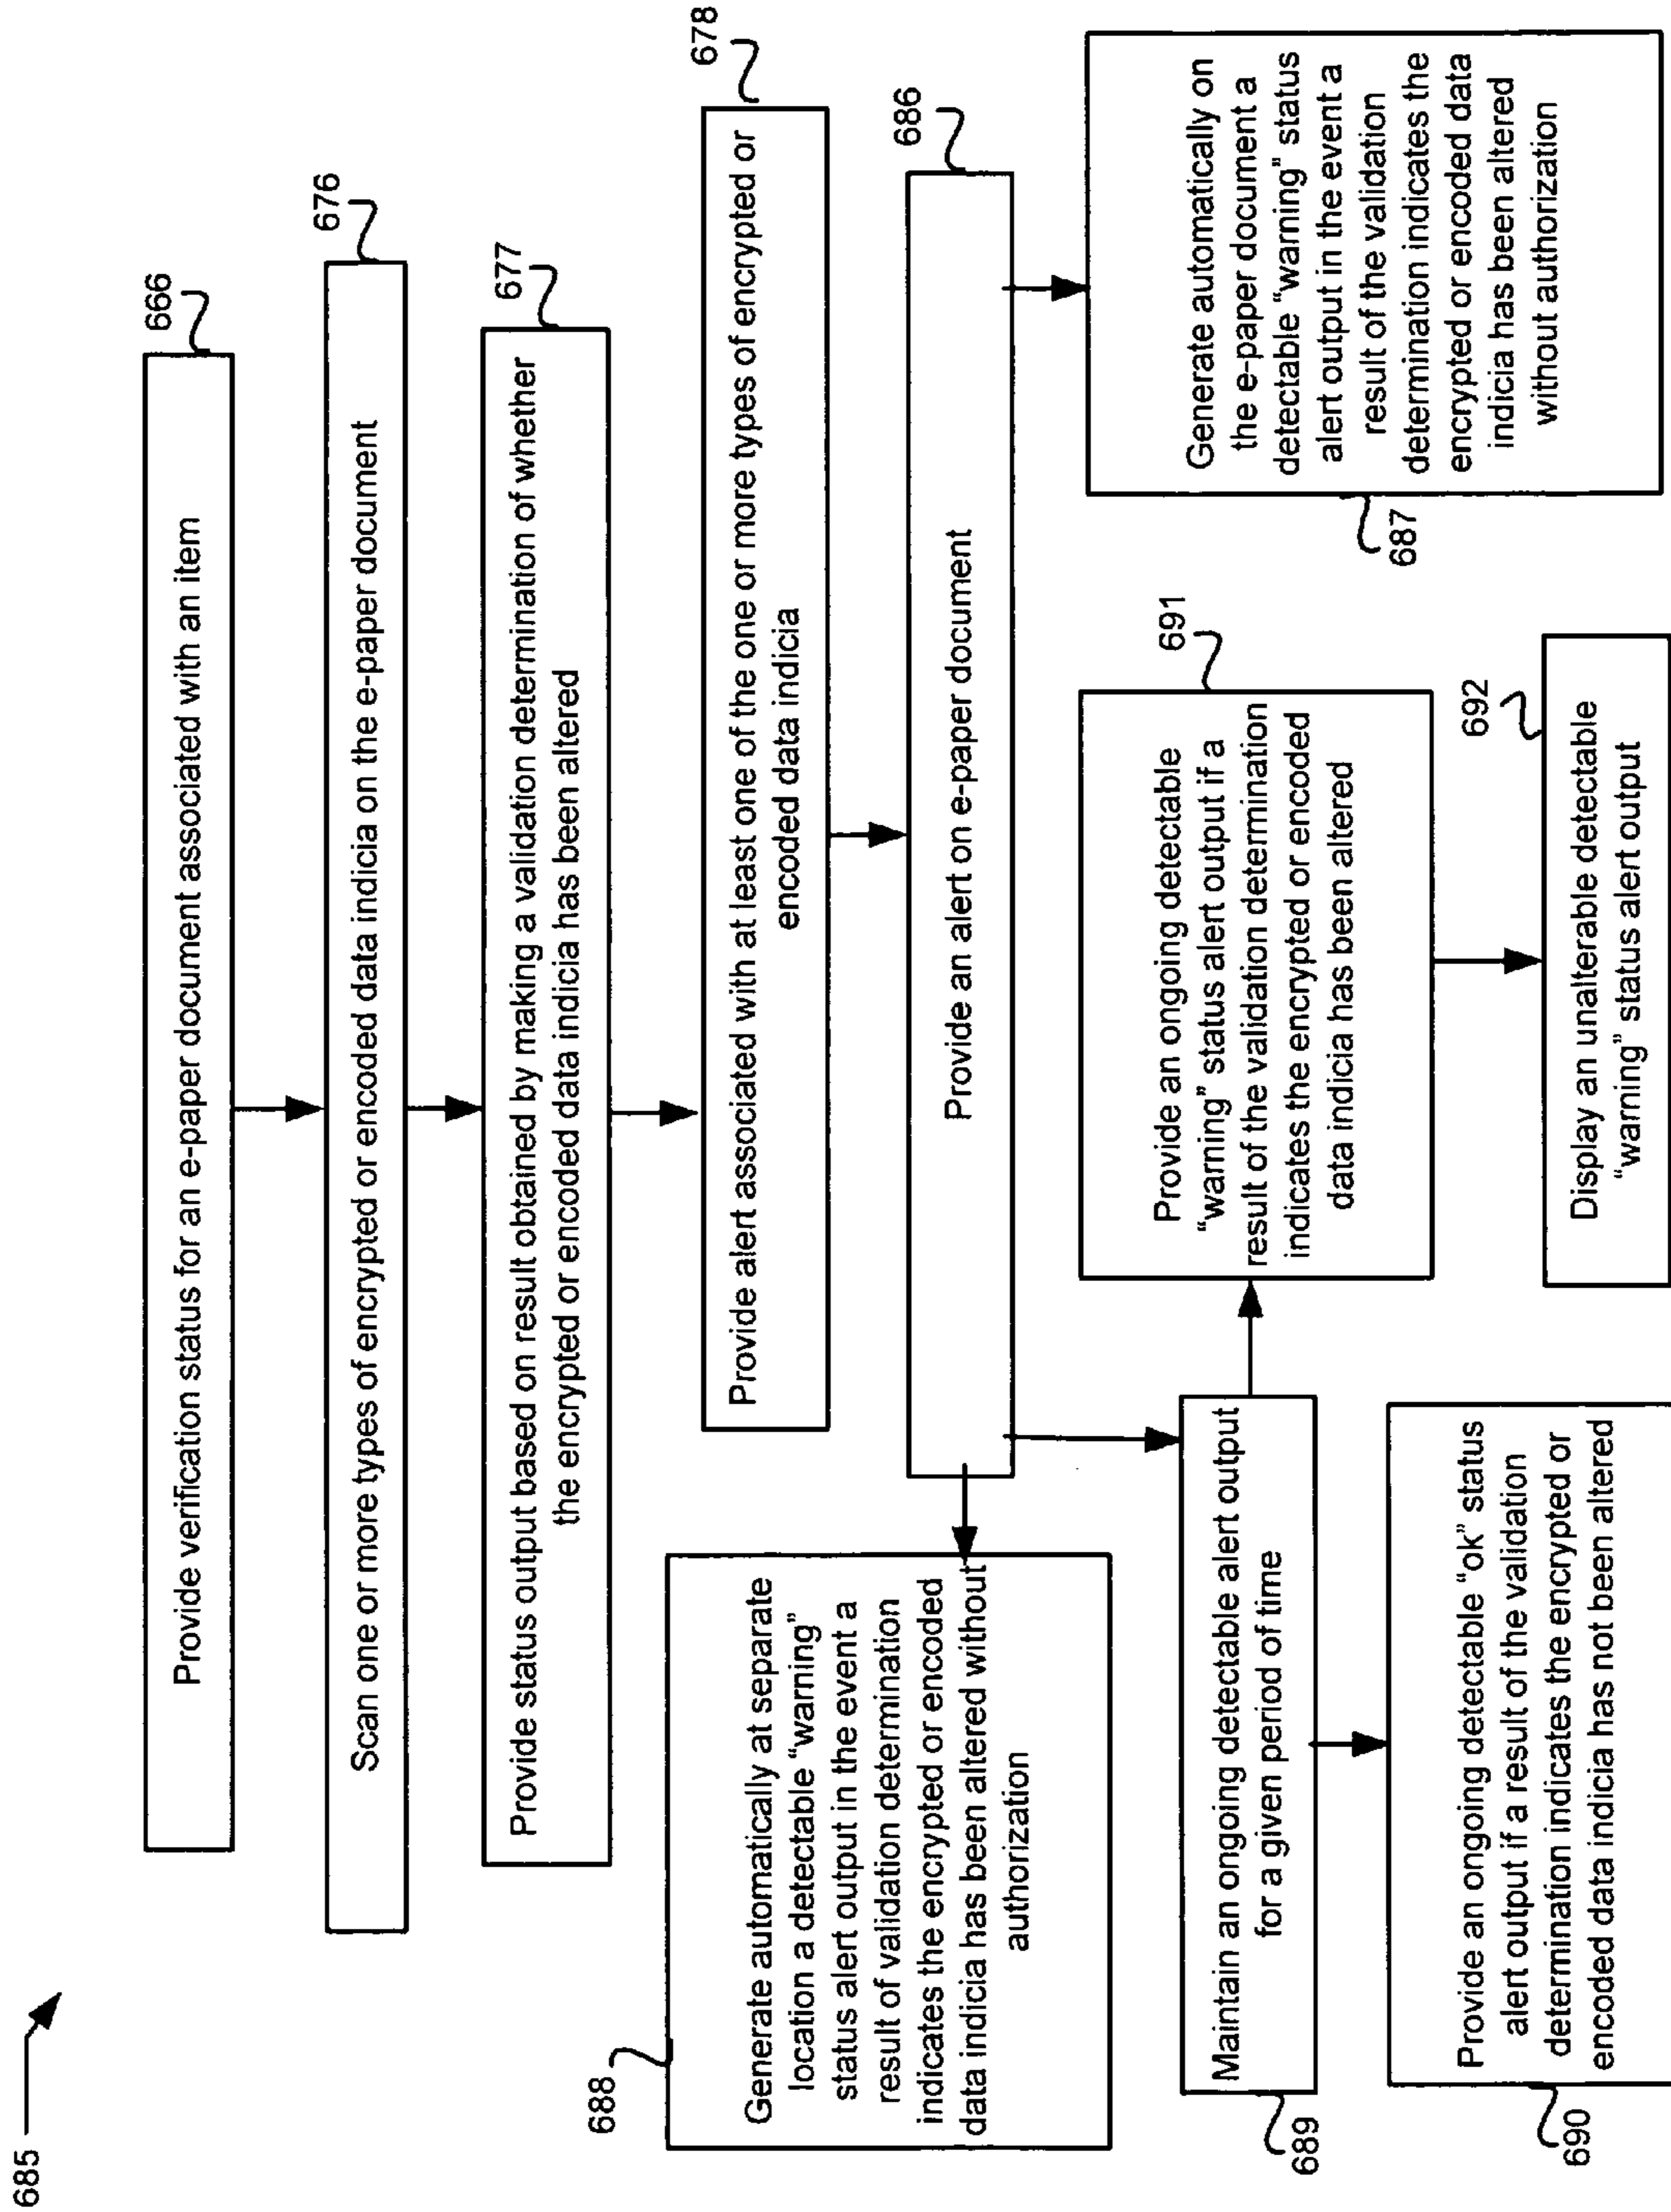 685
666
Provide verification status for an e-paper document associated with an item
676
Scan one or more types of encrypted or encoded data indicia on the e-paper document
677
Provide status output based on result obtained by making a validation determination of whether
the encrypted or encoded data indicia has been altered
678
Provide alert associated with at least one of the one or more types of encrypted or
encoded data indicia
686
Provide an alert on e-paper document
688
Generate automatically at separate
location a detectable “warning”
status alert output in the event a
result of validation determination
indicates the encrypted or encoded
data indicia has been altered without
authorization
689
Maintain an ongoing detectable alert output
for a given period of time
690
Provide an ongoing detectable “ok” status
alert output if a result of the validation
determination indicates the encrypted or
encoded data indicia has not been altered
691
Provide an ongoing detectable
“warning” status alert output if a
result of the validation determination
indicates the encrypted or encoded
data indicia has been altered
692
Display an unalterable detectable
“warning” status alert output
687
Generate automatically on
the e-paper document a
detectable “warning” status
alert output in the event a
result of the validation
determination indicates the
encrypted or encoded data
indicia has been altered
without authorization